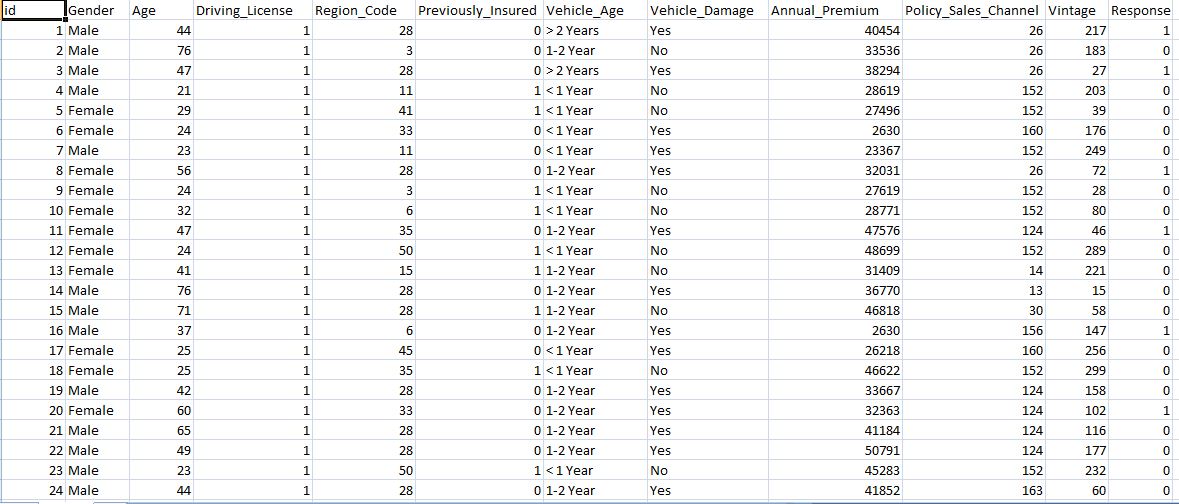 id Gender Age Driving_License Region_Code Previously_Insured Vehicle_Age Vehicle_Damage Annual_Premium Policy_Sales_Channel Vintage Response
1 Male 44 1 28 0 > 2 Years Yes 40454 26 217 1
2 Male 76 1 3 0 1-2 Year No 33536 26 183 0
3 Male 47 1 28 0 > 2 Years Yes 38294 26 27 1
4 Male 21 1 11 1 < 1 Year No 28619 152 203 0
5 Female 29 1 41 1 < 1 Year No 27496 152 39 0
6 Female 24 1 33 0 < 1 Year Yes 2630 160 176 0
7 Male 23 1 11 0 < 1 Year Yes 23367 152 249 0
8 Female 56 1 28 0 1-2 Year Yes 32031 26 72 1
9 Female 24 1 3 1 < 1 Year No 27619 152 28 0
10 Female 32 1 6 1 < 1 Year No 28771 152 80 0
11 Female 47 1 35 0 1-2 Year Yes 47576 124 46 1
12 Female 24 1 50 1 < 1 Year No 48699 152 289 0
13 Female 41 1 15 1 1-2 Year No 31409 14 221 0
14 Male 76 1 28 0 1-2 Year Yes 36770 13 15 0
15 Male 71 1 28 1 1-2 Year No 46818 30 58 0
16 Male 37 1 6 0 1-2 Year Yes 2630 156 147 1
17 Female 25 1 45 0 < 1 Year Yes 26218 160 256 0
18 Female 25 1 35 1 < 1 Year No 46622 152 299 0
19 Male 42 1 28 0 1-2 Year Yes 33667 124 158 0
20 Female 60 1 33 0 1-2 Year Yes 32363 124 102 1
21 Male 65 1 28 0 1-2 Year Yes 41184 124 116 0
22 Male 49 1 28 0 1-2 Year Yes 50791 124 177 0
23 Male 23 1 50 1 < 1 Year No 45283 152 232 0
24 Male 44 1 28 0 1-2 Year Yes 41852 163 60 0